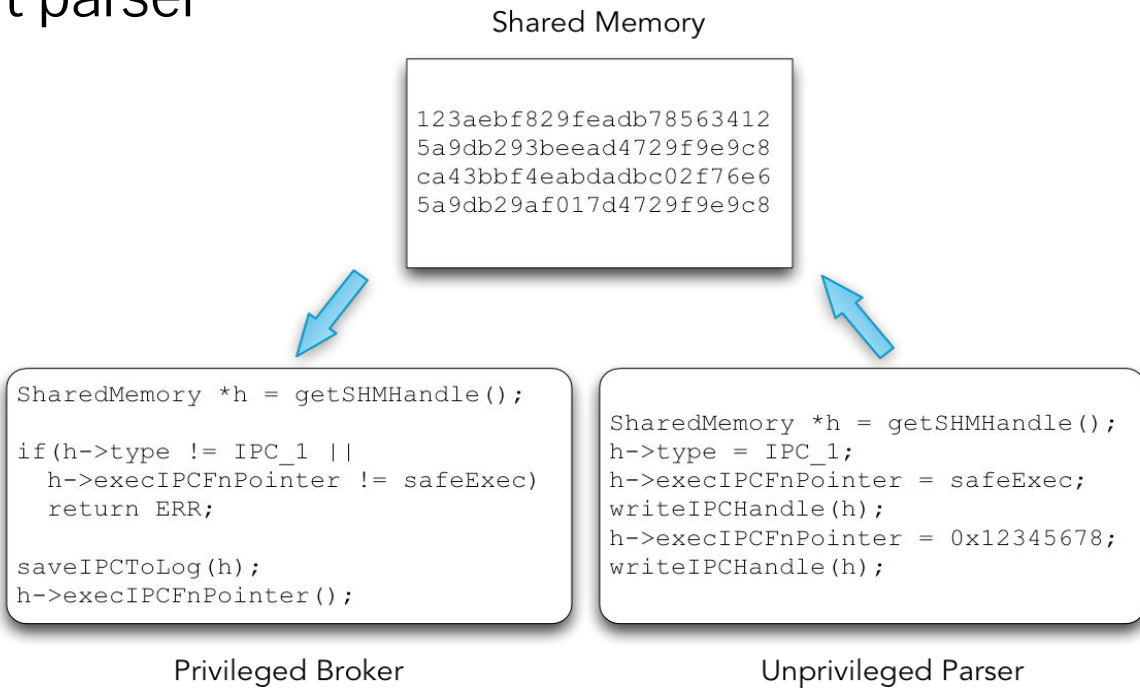 t parser
Shared Memory
123aebf829feadb78563412
5a9db293beead4729f9e9c8
ca43bbf4eabdadbc02f76e6
5a9db29af017d4729f9e9c8
SharedMemory *h = getSHMHandle();
if(h->type != IPC_1 ||
h->execIPCFnPointer != safeExec)
return ERR;
saveIPCToLog(h);
h->execIPCFnPointer();
SharedMemory *h = getSHMHandle();
h->type = IPC_1;
h->execIPCFnPointer = safeExec;
writeIPCHandle(h);
h->execIPCFnPointer = 0x12345678;
writeIPCHandle(h);
Privileged Broker
Unprivileged Parser